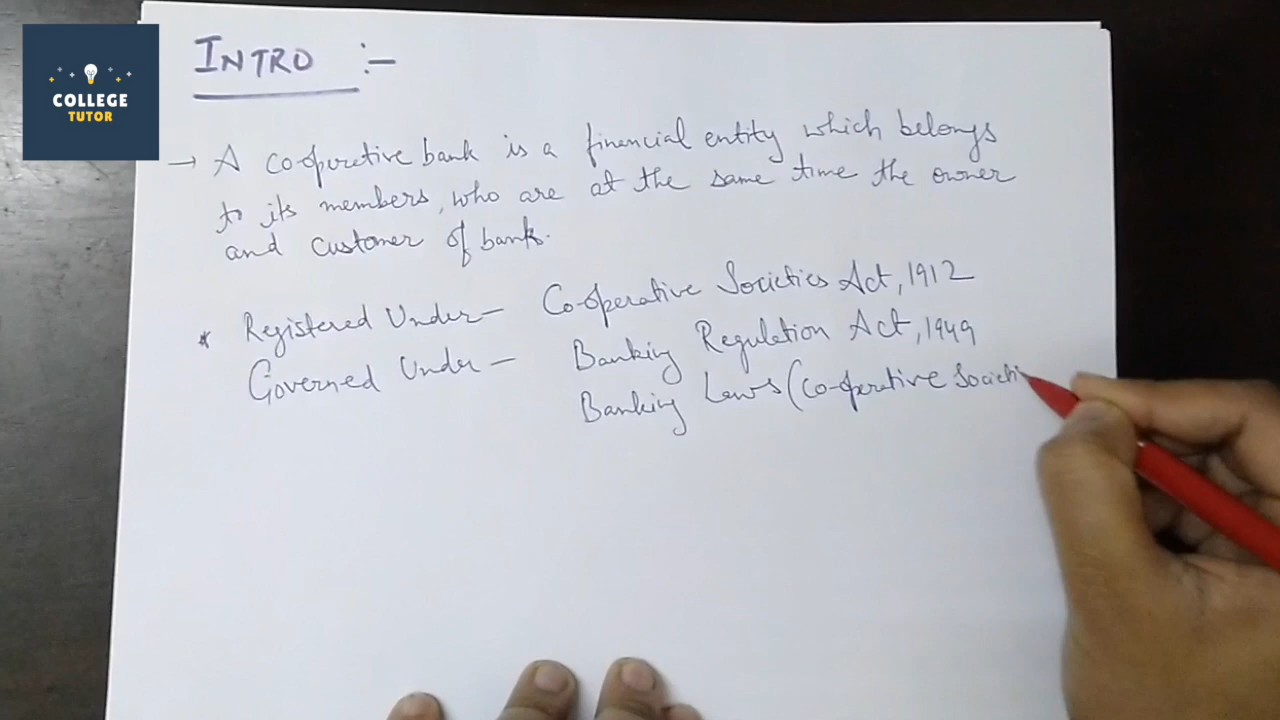 COLLEGE
TUTOR
INTRO :-
→ A co-operative bank is a financial entity which belongs
to its members, who are at the same time the owner
and customer of bank.
* Registered Under - Co-operative Societies Act, 1912
Governed Under - Banking Regulation Act, 1949
Banking Laws (Co-operative Societi